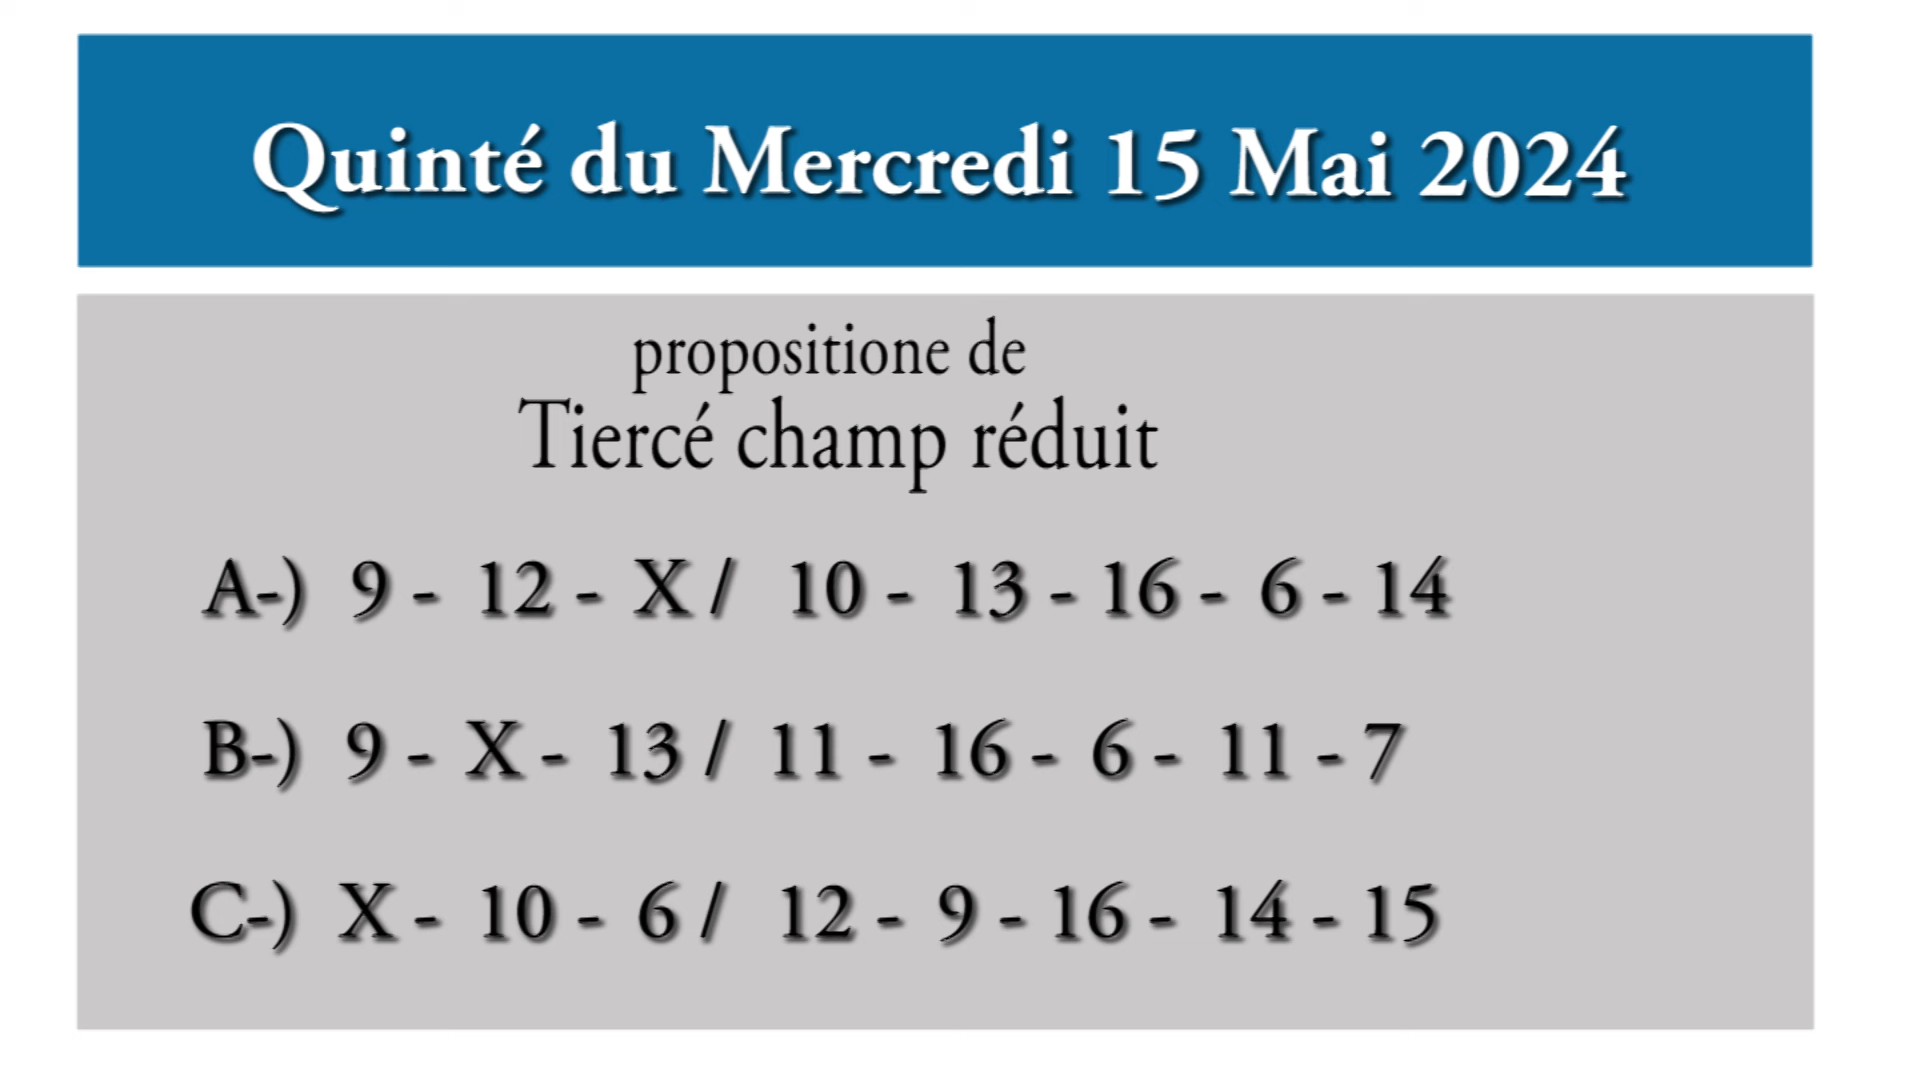 Quinté du Mercredi 15 Mai 2024
propositione de
Tiercé champ réduit
A-) 9 - 12 - X / 10 - 13 - 16 - 6 - 14
B-) 9 - X - 13 / 11 - 16 - 6 - 11 - 7
C-) X - 10 - 6 / 12 - 9 - 16 - 14 - 15